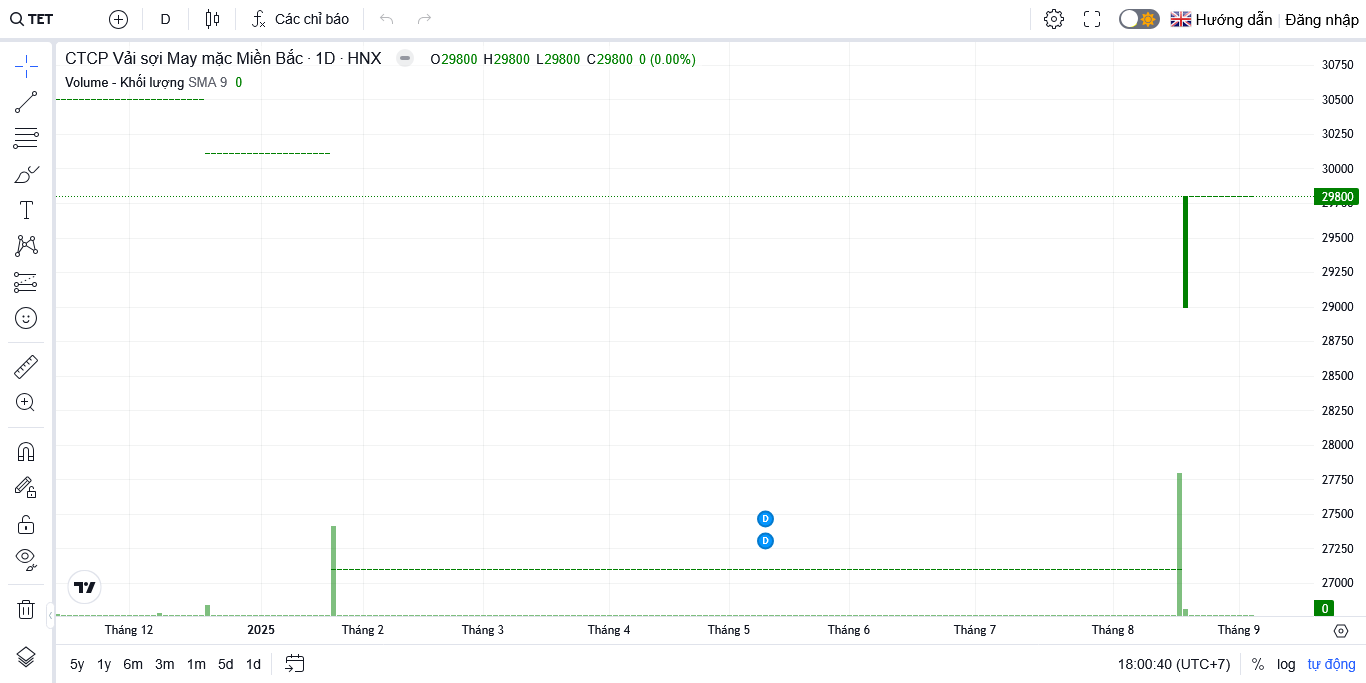 TET D Các chỉ báo Hướng dẫn Đăng nhập
CTCP Vải sợi May mặc Miền Bắc · 1D · HNX O29800 H29800 L29800 C29800 0 (0.00%)
Volume - Khối lượng SMA 9 0
30750
30500
30250
30000
29800
29500
29250
29000
28750
28500
28250
28000
27750
27500
27250
27000
0
D
D
Tháng 12 2025 Tháng 2 Tháng 3 Tháng 4 Tháng 5 Tháng 6 Tháng 7 Tháng 8 Tháng 9
5y 1y 6m 3m 1m 5d 1d 18:00:40 (UTC+7) % log tự động